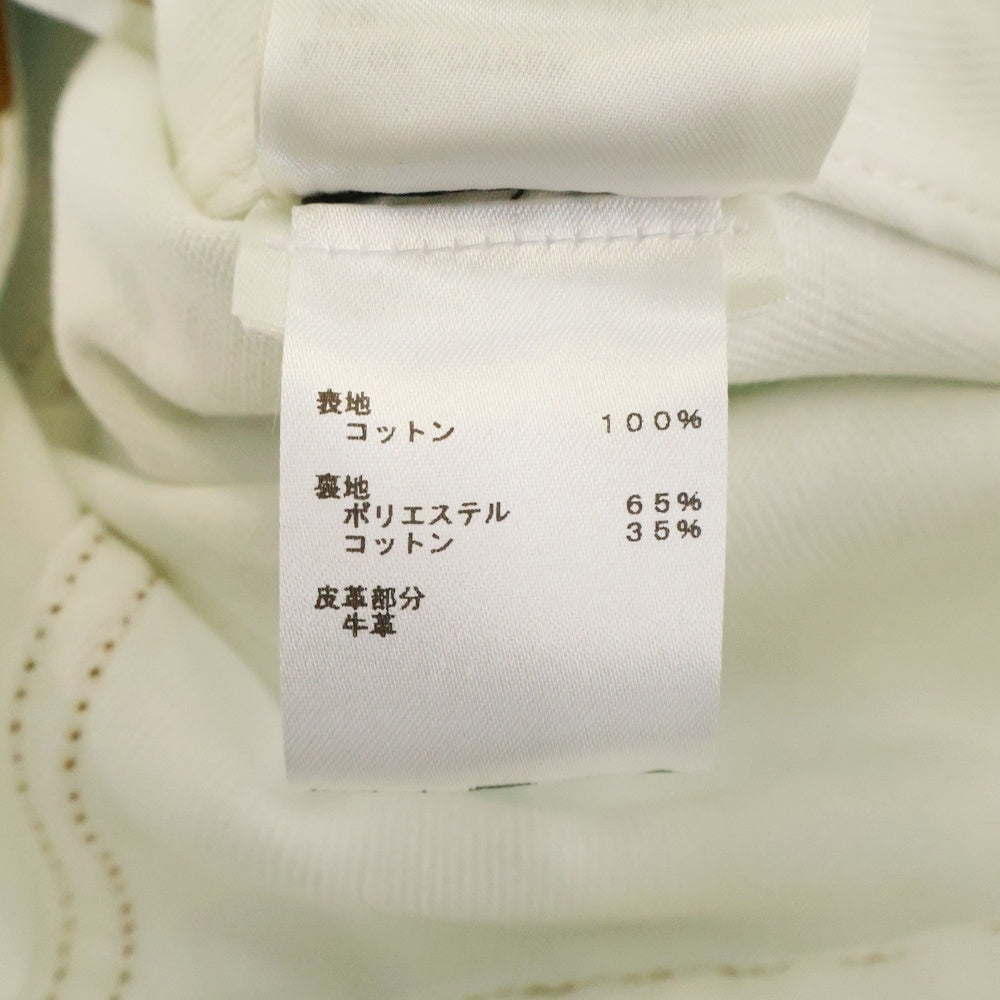 表地
コットン 100%
裏地
ポリエステル 65%
コットン 35%
皮革部分
牛革